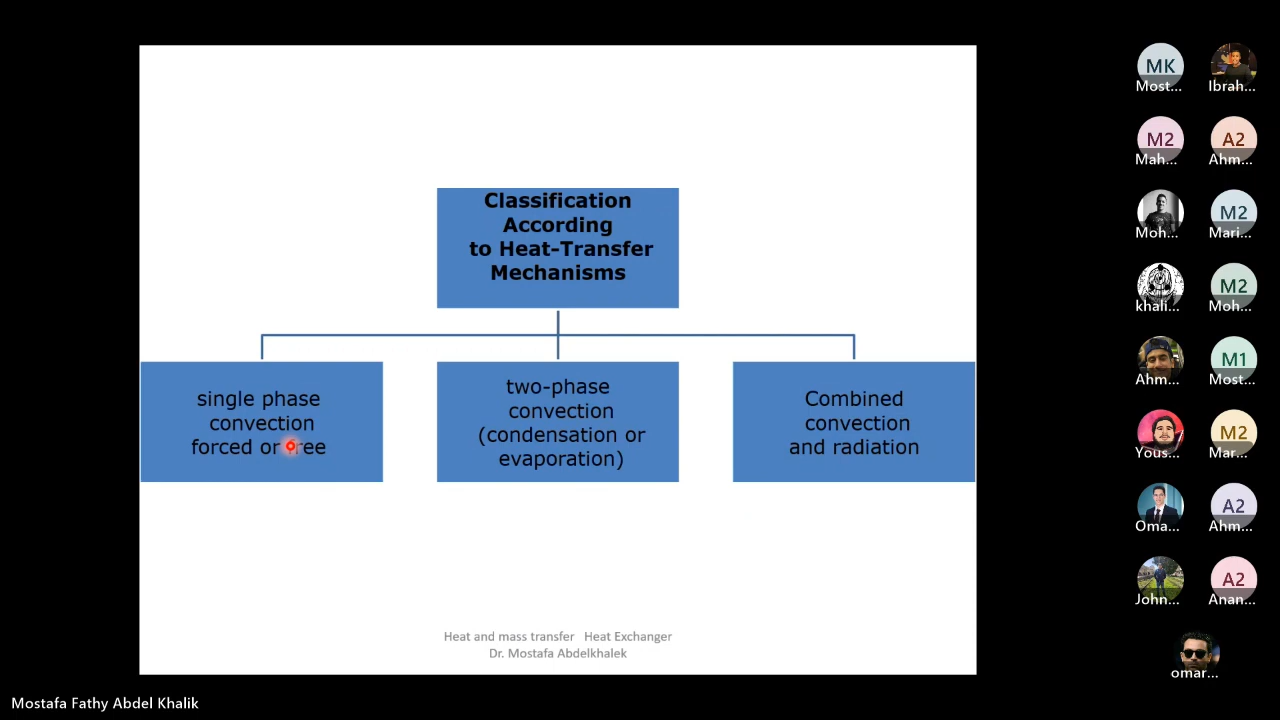 Classification
According
to Heat-Transfer
Mechanisms
single phase
convection
forced or free
two-phase
convection
(condensation or
evaporation)
Combined
convection
and radiation
Heat and mass transfer Heat Exchanger
Dr. Mostafa Abdelkhalek
Mostafa Fathy Abdel Khalik
MK
Most...
Ibrah...
M2
Mah...
A2
Ahm...
Moh...
M2
Mari...
khali...
M2
Moh...
Ahm...
M1
Most...
Yous...
M2
Mar...
Oma...
A2
Ahm...
John...
A2
Anan...
omar...